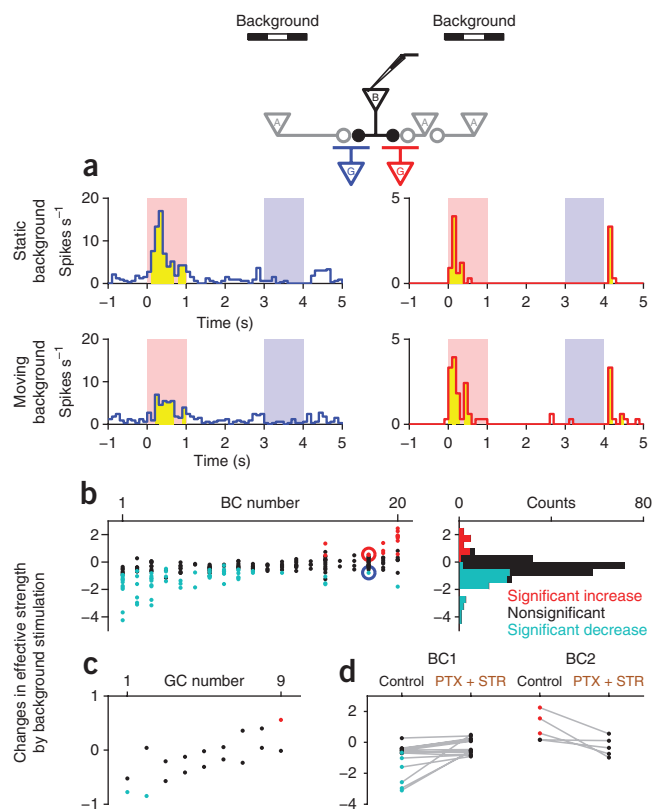 Background Background
B
A A A
G G
a
Static background
Spikes s−1
20
10
0
−1 0 1 2 3 4 5
Time (s)
5
0
−1 0 1 2 3 4 5
Moving background
Spikes s−1
20
10
0
−1 0 1 2 3 4 5
Time (s)
5
0
−1 0 1 2 3 4 5
b
1 BC number 20
2
0
−2
−4
0 Counts 80
2
0
−2
−4
Significant increase
Nonsignificant
Significant decrease
Changes in effective strength
by background stimulation
c
1 GC number 9
1
0
−1
d
BC1 BC2
Control PTX + STR Control PTX + STR
2
0
−2
−4